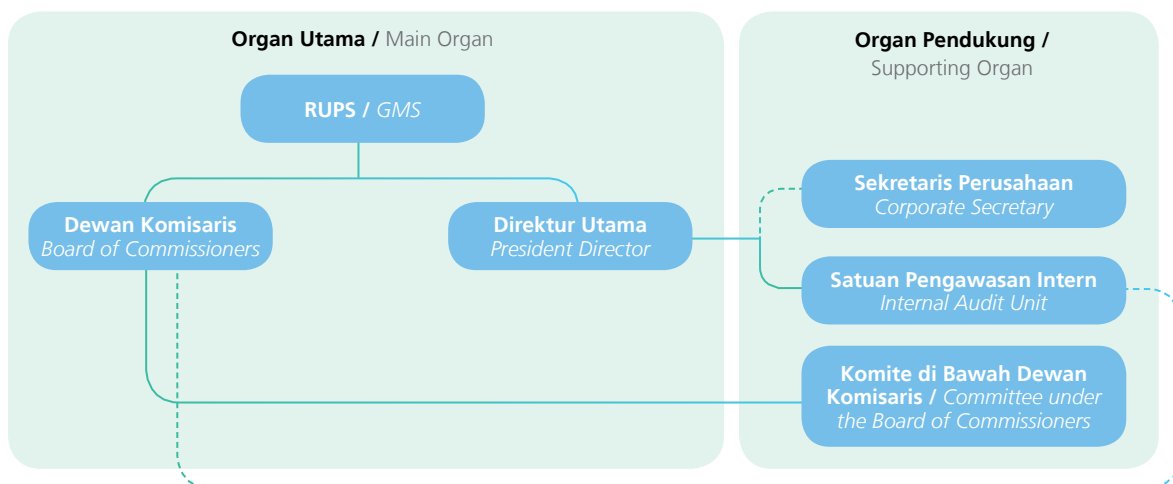 Organ Utama / Main Organ
RUPS / GMS
Dewan Komisaris
Board of Commissioners
Direktur Utama
President Director
Organ Pendukung /
Supporting Organ
Sekretaris Perusahaan
Corporate Secretary
Satuan Pengawasan Intern
Internal Audit Unit
Komite di Bawah Dewan
Komisaris / Committee under
the Board of Commissioners